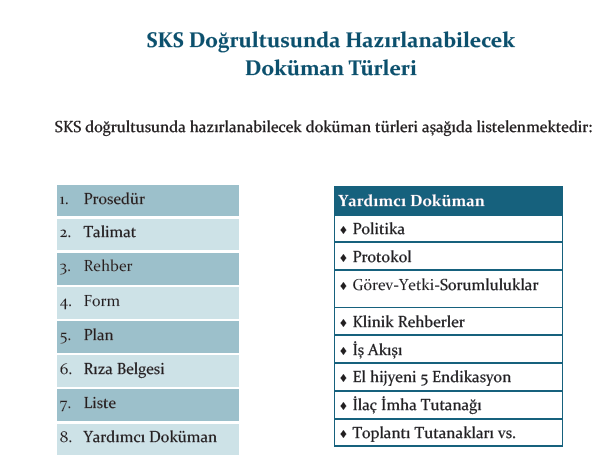 SKS Doğrultusunda Hazırlanabilecek
Doküman Türleri
SKS doğrultusunda hazırlanabilecek doküman türleri aşağıda listelenmektedir:
1. Prosedür
2. Talimat
3. Rehber
4. Form
5. Plan
6. Rıza Belgesi
7. Liste
8. Yardımcı Doküman
Yardımcı Doküman
♦ Politika
♦ Protokol
♦ Görev-Yetki-Sorumluluklar
♦ Klinik Rehberler
♦ İş Akışı
♦ El hijyeni 5 Endikasyon
♦ İlaç İmha Tutanağı
♦ Toplantı Tutanakları vs.